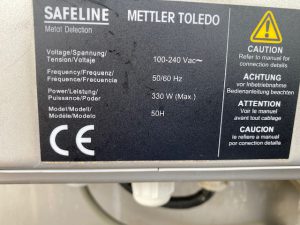 SAFELINE METTLER TOLEDO
Metal Detection
Voltage/Spannung/
Tension/Voltaje 100-240 Vac~
Frequency/Frequenz/
Frequence/Frecuencia 50/60 Hz
Power/Leistung/
Puissance/Poder 330 W (Max.)
Model/Modell/
Modèle/Modelo 50H
CE
CAUTION
Refer to manual for
connection details
ACHTUNG
vor Inbetriebnahme
Bedienanleitung beachten
ATTENTION
Voir le manuel
avant tout cablage
CAUCION
le refiere a manual
por conection details